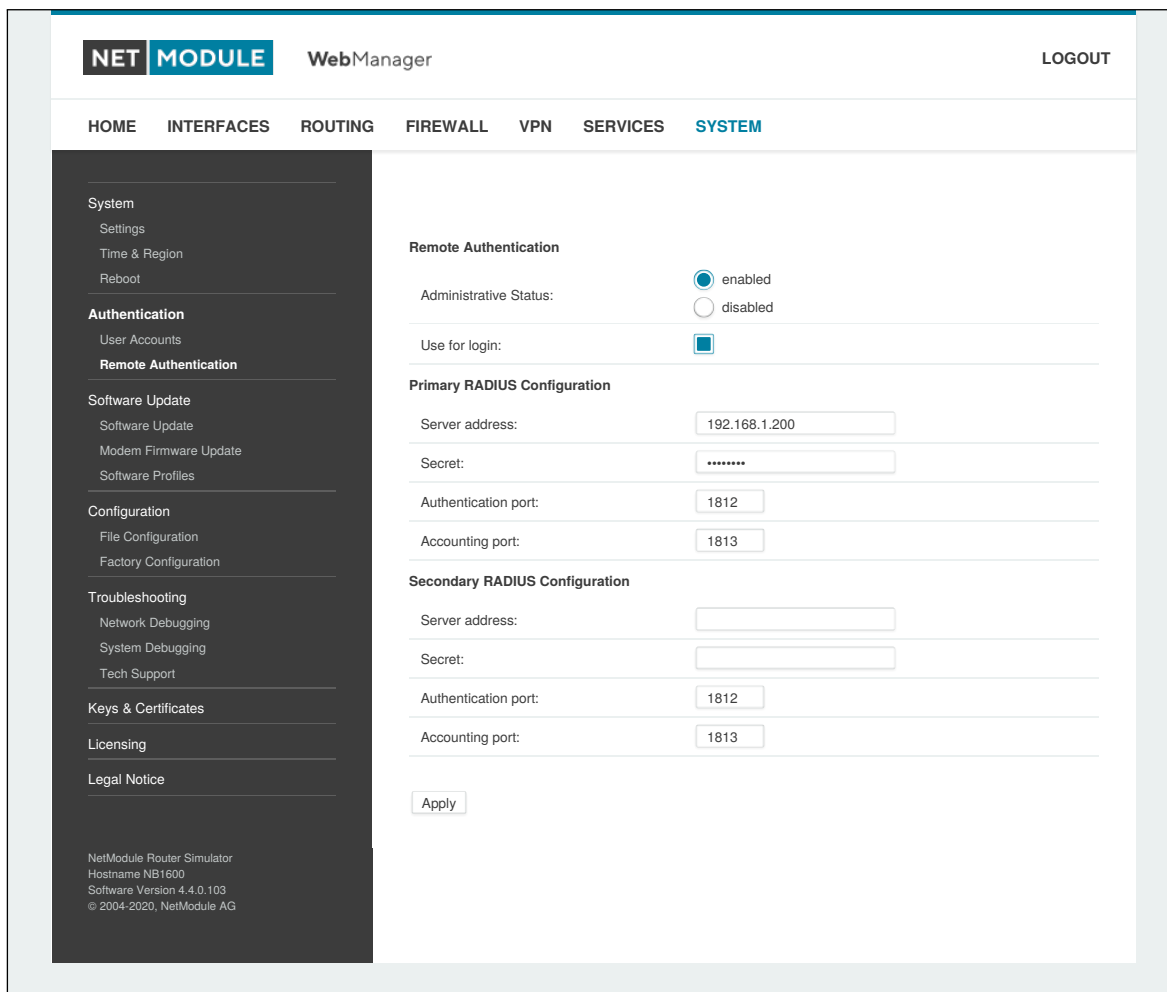 NET MODULE WebManager LOGOUT
HOME INTERFACES ROUTING FIREWALL VPN SERVICES SYSTEM
System
Settings
Time & Region
Reboot
Authentication
User Accounts
Remote Authentication
Software Update
Software Update
Modem Firmware Update
Software Profiles
Configuration
File Configuration
Factory Configuration
Troubleshooting
Network Debugging
System Debugging
Tech Support
Keys & Certificates
Licensing
Legal Notice
NetModule Router Simulator
Hostname NB1600
Software Version 4.4.0.103
© 2004-2020, NetModule AG
Remote Authentication
Administrative Status:
enabled
disabled
Use for login:
Primary RADIUS Configuration
Server address: 192.168.1.200
Secret: ••••••••
Authentication port: 1812
Accounting port: 1813
Secondary RADIUS Configuration
Server address:
Secret:
Authentication port: 1812
Accounting port: 1813
Apply